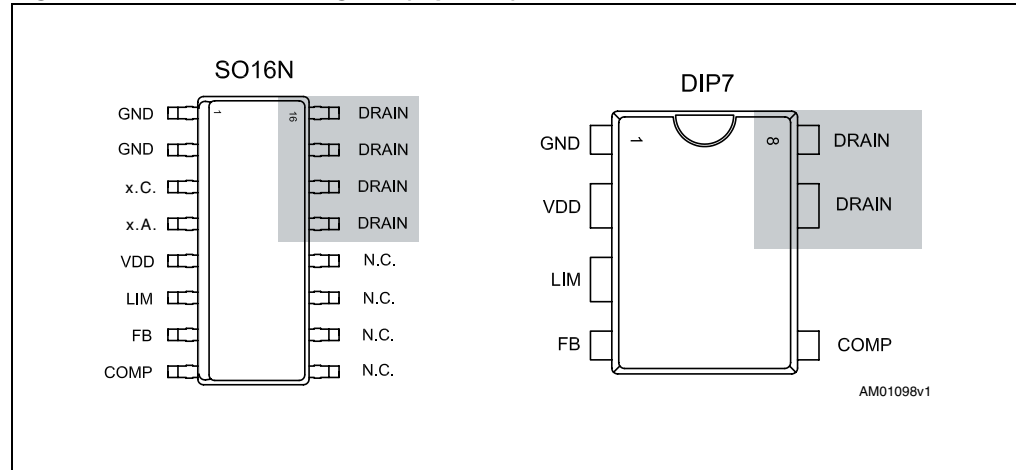 SO16N
GND 1 16 DRAIN
GND DRAIN
x.C. DRAIN
x.A. DRAIN
VDD N.C.
LIM N.C.
FB N.C.
COMP N.C.
DIP7
GND 1 8 DRAIN
VDD DRAIN
LIM
FB COMP
AM01098v1